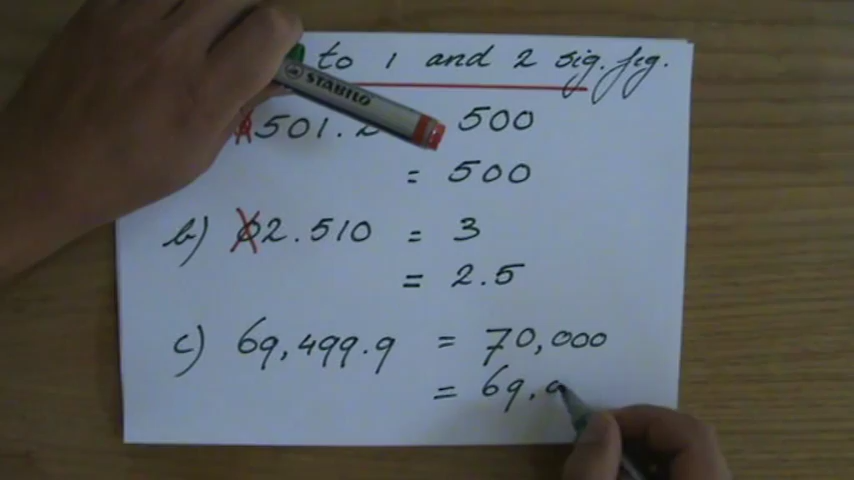 to 1 and 2 sig. fig.
STABILO
501.2 500
= 500
b) 02.510 = 3
= 2.5
c) 69,499.9 = 70,000
= 69,